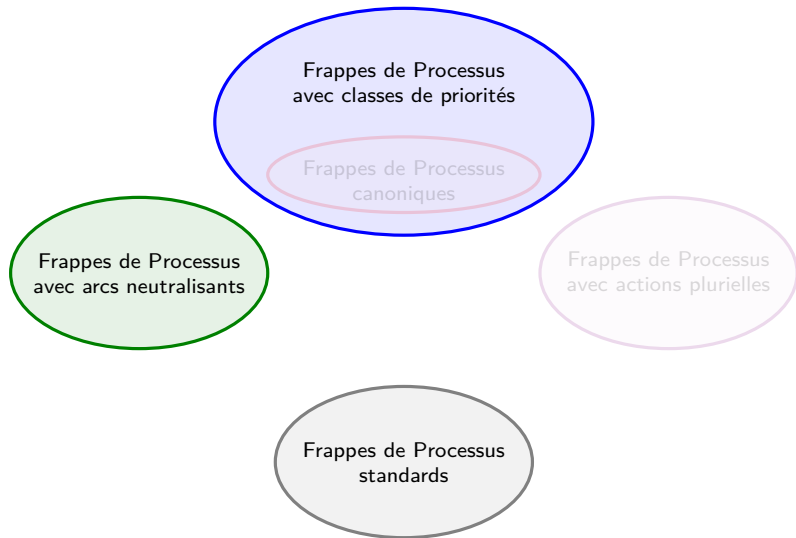 Frappes de Processus
avec classes de priorités
Frappes de Processus
canoniques
Frappes de Processus
avec arcs neutralisants
Frappes de Processus
avec actions plurielles
Frappes de Processus
standards